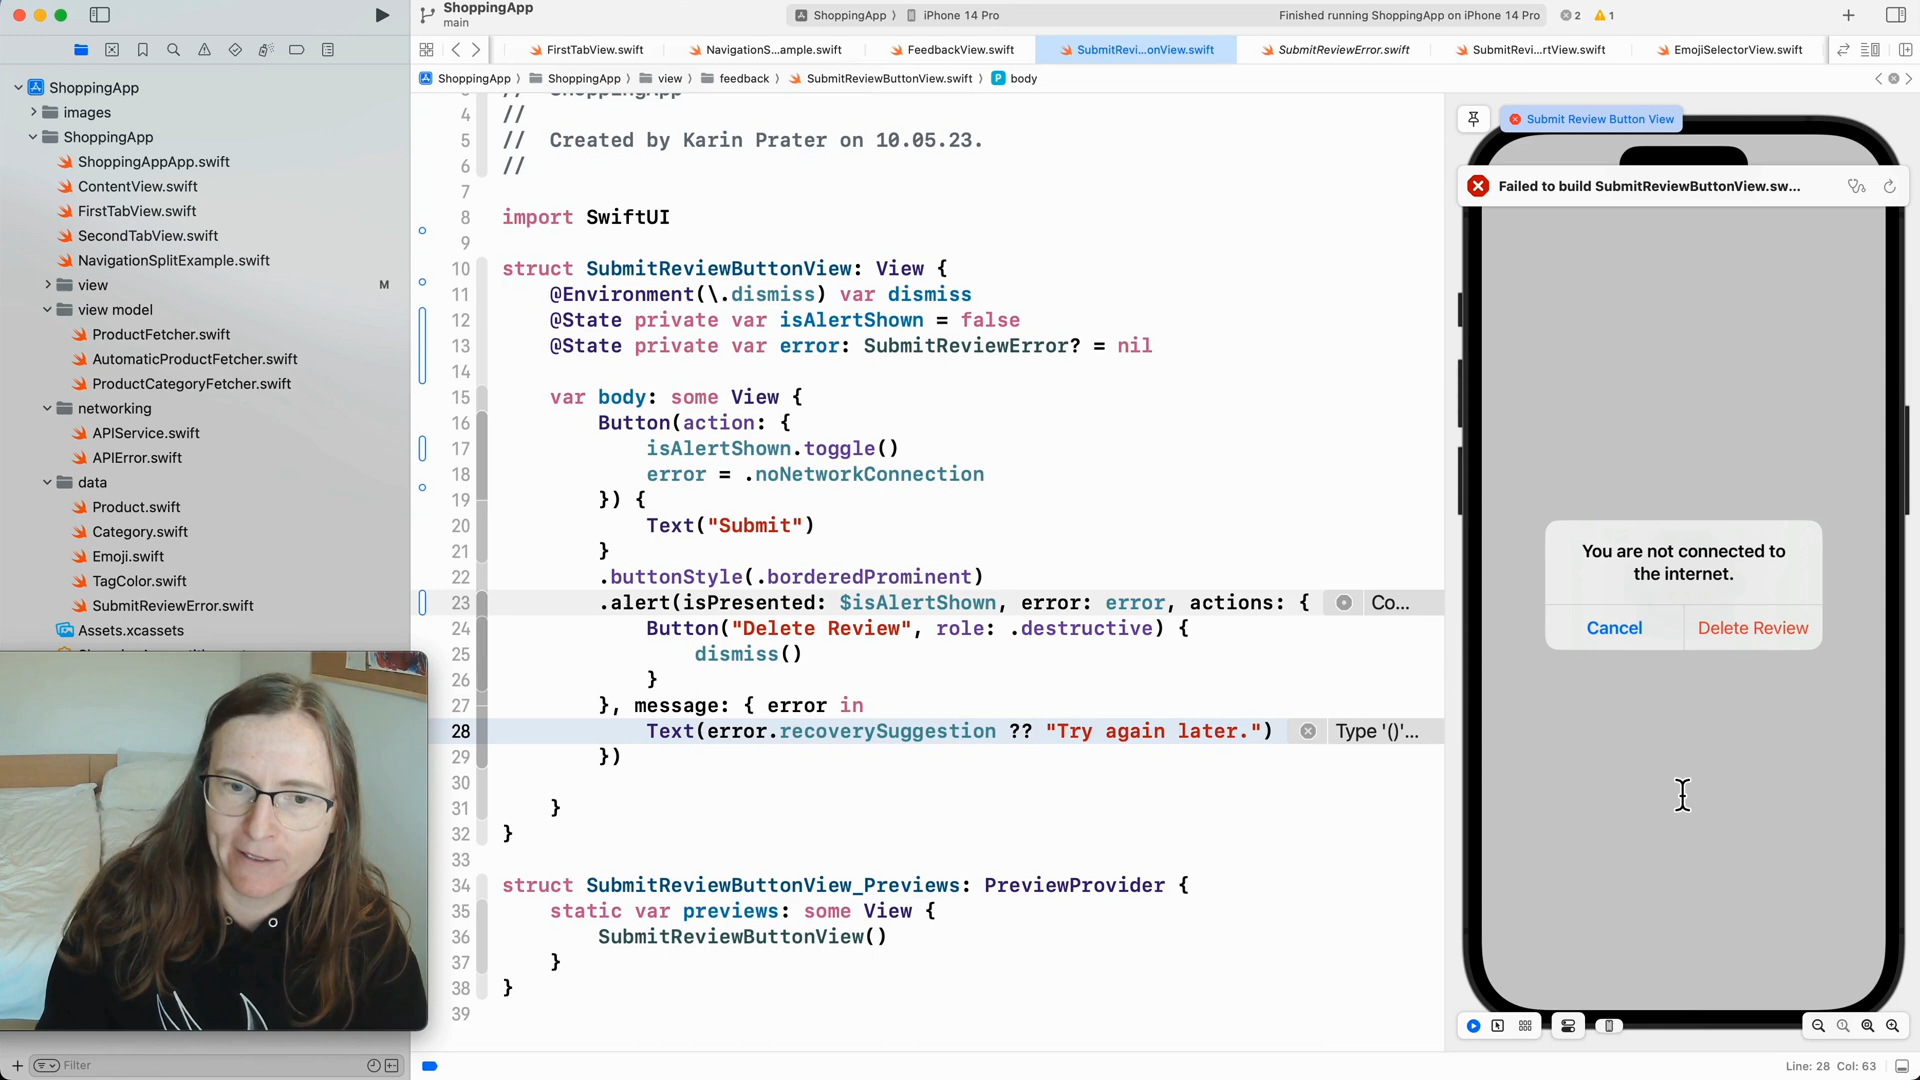 ShoppingApp
main
ShoppingApp
iPhone 14 Pro
Finished running ShoppingApp on iPhone 14 Pro
2
1
FirstTabView.swift
NavigationS...ample.swift
FeedbackView.swift
SubmitRevi...onView.swift
SubmitReviewError.swift
SubmitRevi...rtView.swift
EmojiSelectorView.swift
ShoppingApp
ShoppingApp
view
feedback
SubmitReviewButtonView.swift
P body
ShoppingApp
images
ShoppingApp
ShoppingAppApp.swift
ContentView.swift
FirstTabView.swift
SecondTabView.swift
NavigationSplitExample.swift
view
M
view model
ProductFetcher.swift
AutomaticProductFetcher.swift
ProductCategoryFetcher.swift
networking
APIService.swift
APIError.swift
data
Product.swift
Category.swift
Emoji.swift
TagColor.swift
SubmitReviewError.swift
Assets.xcassets
Filter
// ShoppingApp
4 //
5 // Created by Karin Prater on 10.05.23.
6 //
7
8 import SwiftUI
9
10 struct SubmitReviewButtonView: View {
11 @Environment(\.dismiss) var dismiss
12 @State private var isAlertShown = false
13 @State private var error: SubmitReviewError? = nil
14
15 var body: some View {
16 Button(action: {
17 isAlertShown.toggle()
18 error = .noNetworkConnection
19 }) {
20 Text("Submit")
21 }
22 .buttonStyle(.borderedProminent)
23 .alert(isPresented: $isAlertShown, error: error, actions: { Co...
24 Button("Delete Review", role: .destructive) {
25 dismiss()
26 }
27 }, message: { error in
28 Text(error.recoverySuggestion ?? "Try again later.") Type '()'...
29 })
30
31 }
32 }
33
34 struct SubmitReviewButtonView_Previews: PreviewProvider {
35 static var previews: some View {
36 SubmitReviewButtonView()
37 }
38 }
39
Submit Review Button View
Failed to build SubmitReviewButtonView.sw...
You are not connected to
the internet.
Cancel
Delete Review
Line: 28 Col: 63